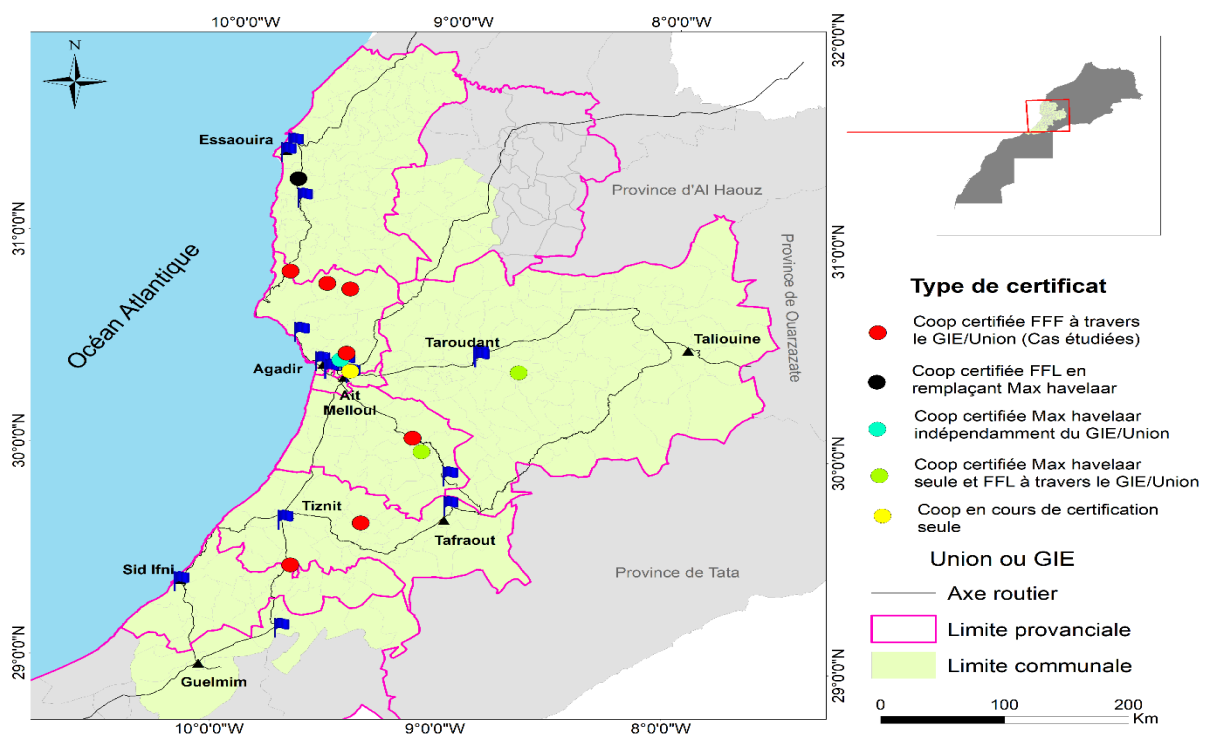 10°0'0"W
9°0'0"W
8°0'0"W
32°0'0"N
N
Essaouira
Province d'Al Haouz
31°0'0"N
31°0'0"N
Province de Ouarzazate
Océan Atlantique
Taroudant
Taliouine
Agadir
Ait
Melloul
30°0'0"N
30°0'0"N
Tiznit
Tafraout
Sid Ifni
Province de Tata
29°0'0"N
29°0'0"N
Guelmim
10°0'0"W
9°0'0"W
8°0'0"W
Type de certificat
Coop certifiée FFF à travers
le GIE/Union (Cas étudiées)
Coop certifiée FFL en
remplaçant Max havelaar
Coop certifiée Max havelaar
indépendamment du GIE/Union
Coop certifiée Max havelaar
seule et FFL à travers le GIE/Union
Coop en cours de certification
seule
Union ou GIE
Axe routier
Limite provanciale
Limite communale
0 100 200
Km